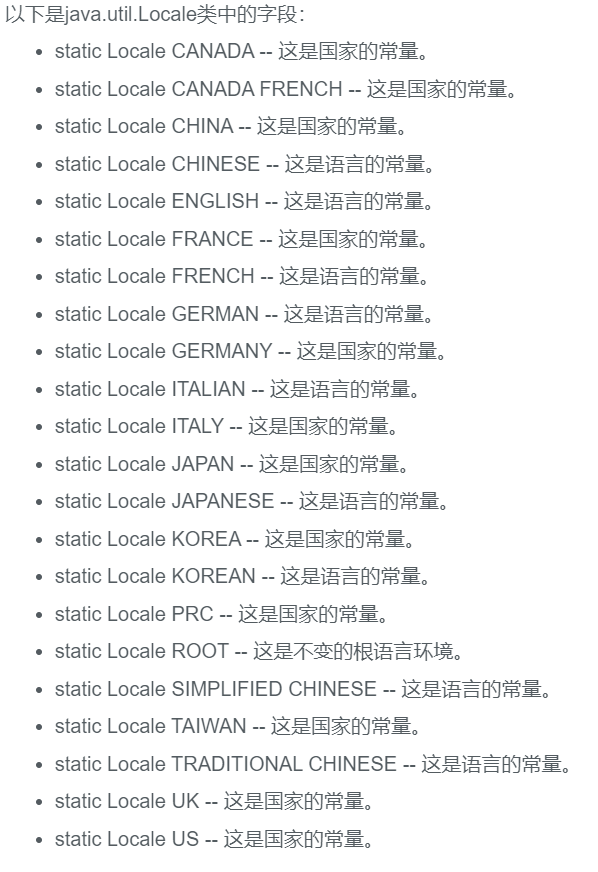 以下是java.util.Locale类中的字段：
• static Locale CANADA -- 这是国家的常量。
• static Locale CANADA FRENCH -- 这是国家的常量。
• static Locale CHINA -- 这是国家的常量。
• static Locale CHINESE -- 这是语言的常量。
• static Locale ENGLISH -- 这是语言的常量。
• static Locale FRANCE -- 这是国家的常量。
• static Locale FRENCH -- 这是语言的常量。
• static Locale GERMAN -- 这是语言的常量。
• static Locale GERMANY -- 这是国家的常量。
• static Locale ITALIAN -- 这是语言的常量。
• static Locale ITALY -- 这是国家的常量。
• static Locale JAPAN -- 这是国家的常量。
• static Locale JAPANESE -- 这是语言的常量。
• static Locale KOREA -- 这是国家的常量。
• static Locale KOREAN -- 这是语言的常量。
• static Locale PRC -- 这是国家的常量。
• static Locale ROOT -- 这是不变的根语言环境。
• static Locale SIMPLIFIED CHINESE -- 这是语言的常量。
• static Locale TAIWAN -- 这是国家的常量。
• static Locale TRADITIONAL CHINESE -- 这是语言的常量。
• static Locale UK -- 这是国家的常量。
• static Locale US -- 这是国家的常量。